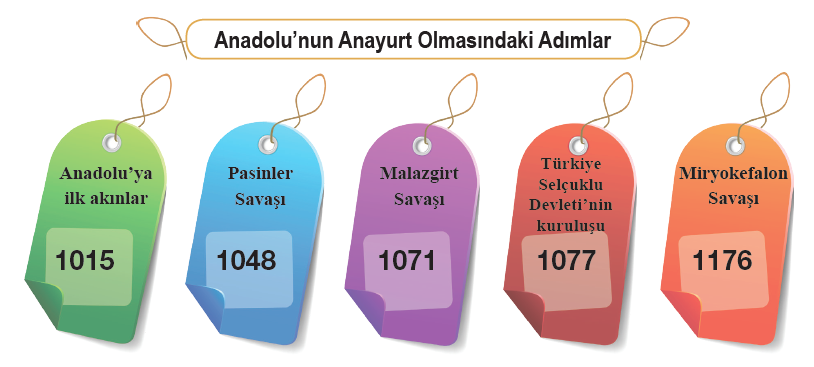 Anadolu’nun Anayurt Olmasındaki Adımlar
Anadolu’ya
ilk akınlar
1015
Pasinler
Savaşı
1048
Malazgirt
Savaşı
1071
Türkiye
Selçuklu
Devleti’nin
kuruluşu
1077
Miryokefalon
Savaşı
1176